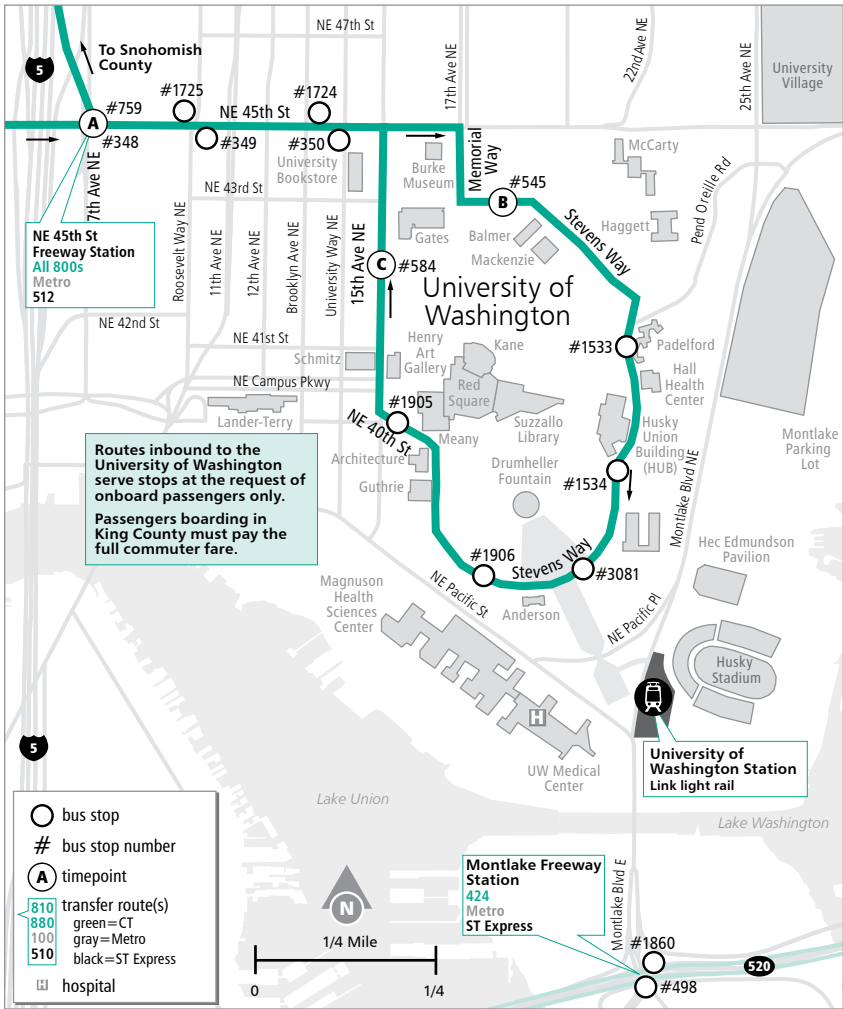 NE 47th St
To Snohomish
County
5
#759
#1725
#1724
NE 45th St
A
#348
#349
#350
University
Bookstore
17th Ave NE
22nd Ave NE
25th Ave NE
University
Village
Burke
Museum
Memorial
Way
#545
B
McCarty
Haggett
Pend Oreille Rd
Stevens Way
Balmer
Mackenzie
Gates
7th Ave NE
NE 45th St
Freeway Station
All 800s
Metro
512
NE 43rd St
Roosevelt Way NE
11th Ave NE
12th Ave NE
Brooklyn Ave NE
University Way NE
15th Ave NE
C
#584
University of
Washington
NE 42nd St
NE 41st St
Schmitz
NE Campus Pkwy
Lander-Terry
Henry
Art
Gallery
Kane
Red
Square
#1905
Meany
Suzzallo
Library
NE 40th St
Architecture
Guthrie
Drumheller
Fountain
#1533
Padelford
Hall
Health
Center
Husky
Union
Building
(HUB)
#1534
Montlake
Parking
Lot
Montlake Blvd NE
Hec Edmundson
Pavilion
Routes inbound to the
University of Washington
serve stops at the request of
onboard passengers only.
Passengers boarding in
King County must pay the
full commuter fare.
#1906
Stevens Way
#3081
Anderson
NE Pacific St
NE Pacific Pl
Magnuson
Health
Sciences
Center
H
UW Medical
Center
Husky
Stadium
University of
Washington Station
Link light rail
5
Lake Union
Lake Washington
bus stop
# bus stop number
A timepoint
810 transfer route(s)
880 green=CT
100 gray=Metro
510 black=ST Express
H hospital
N
1/4 Mile
0 1/4
Montlake Freeway
Station
424
Metro
ST Express
Montlake Blvd E
#1860
520
#498